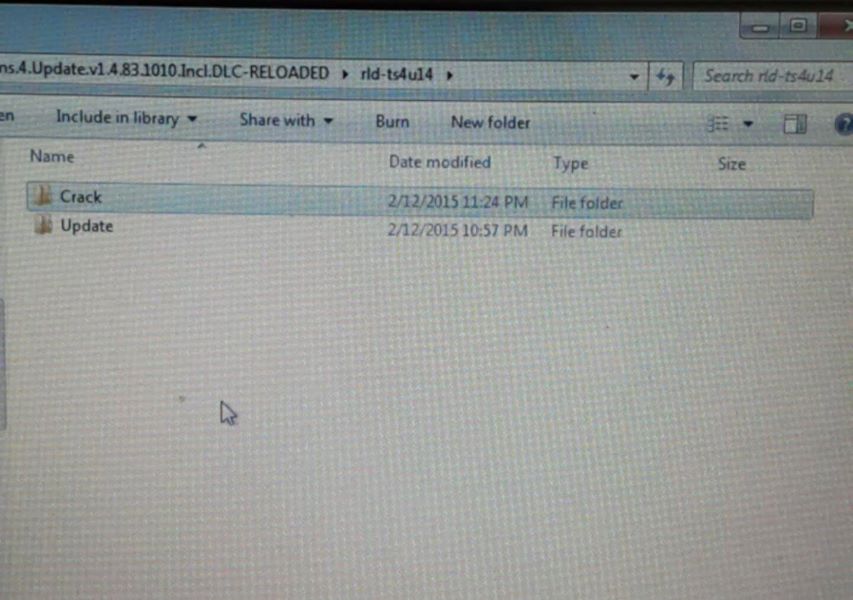 ns.4.Update.v1.4.83.1010.Incl.DLC-RELOADED rld-ts4u14 Search rld-ts4u14
en Include in library Share with Burn New folder
Name Date modified Type Size
Crack 2/12/2015 11:24 PM File folder
Update 2/12/2015 10:57 PM File folder